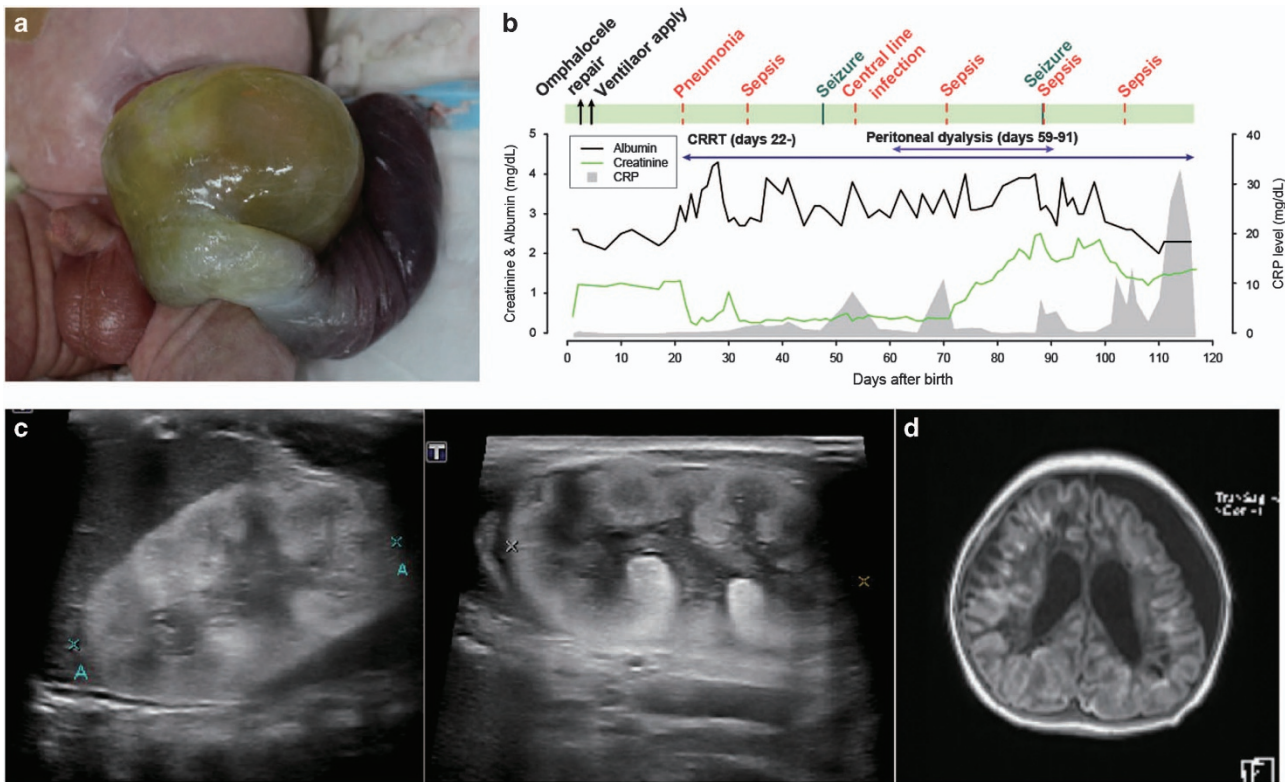 a
b
Omphalocele
repair
Ventilaor apply
Pneumonia
Sepsis
Seizure
Central line
infection
Sepsis
Seizure
Sepsis
Sepsis
CRRT (days 22-)
Peritoneal dyalysis (days 59-91)
Albumin
Creatinine
CRP
Creatinine & Albumin (mg/dL)
5
4
3
2
1
0
CRP level (mg/dL)
40
30
20
10
0
0 10 20 30 40 50 60 70 80 90 100 110 120
Days after birth
c
A
A
T
d